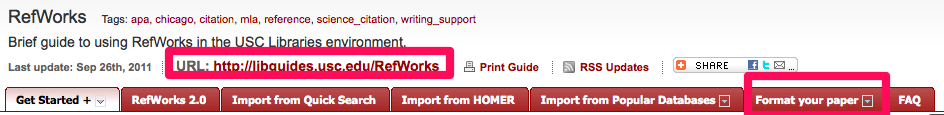 RefWorks Tags: apa, chicago, citation, mla, reference, science_citation, writing_support
Brief guide to using RefWorks in the USC Libraries environment.
Last update: Sep 26th, 2011 URL: http://libguides.usc.edu/RefWorks Print Guide RSS Updates SHARE ...
Get Started + RefWorks 2.0 Import from Quick Search Import from HOMER Import from Popular Databases Format your paper FAQ